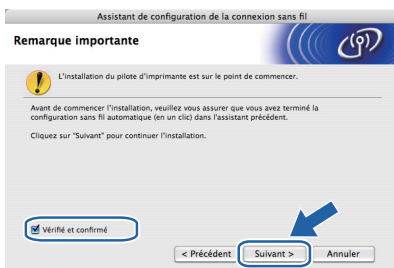 Assistant de configuration de la connexion sans fil
Remarque importante
L'installation du pilote d'imprimante est sur le point de commencer.
Avant de commencer l'installation, veuillez vous assurer que vous avez terminé la
configuration sans fil automatique (en un clic) dans l'assistant précédent.
Cliquez sur "Suivant" pour continuer l'installation.
Vérifié et confirmé
< Précédent Suivant > Annuler